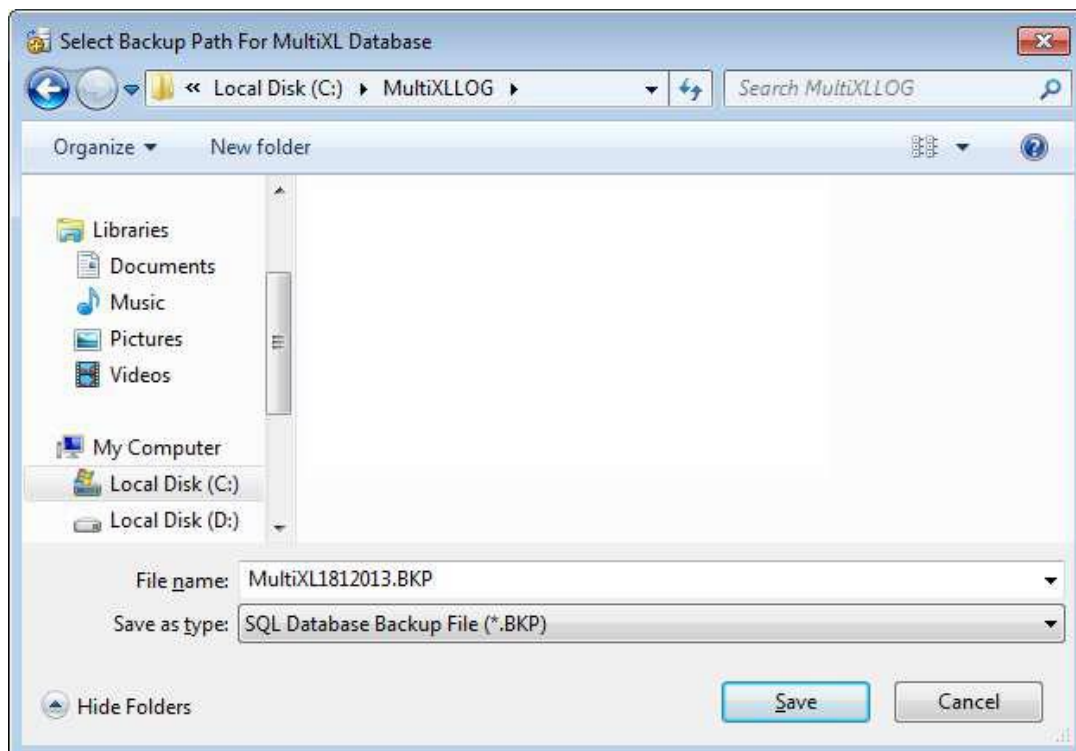 Select Backup Path For MultiXL Database
« Local Disk (C:) ▸ MultiXLLOG ▸ Search MultiXLLOG
Organize New folder
Libraries
Documents
Music
Pictures
Videos
My Computer
Local Disk (C:)
Local Disk (D:)
File name: MultiXL1812013.BKP
Save as type: SQL Database Backup File (*.BKP)
Hide Folders Save Cancel